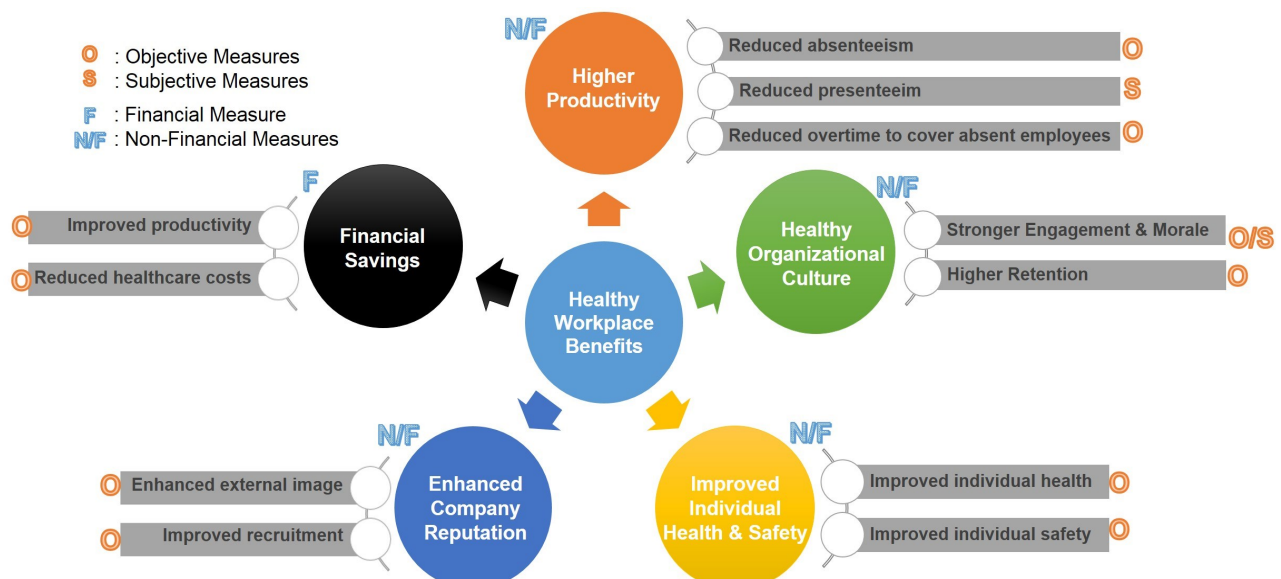 O : Objective Measures
S : Subjective Measures
F : Financial Measure
N/F : Non-Financial Measures
N/F
Higher
Productivity
Reduced absenteeism O
Reduced presenteeim S
Reduced overtime to cover absent employees O
F
Financial
Savings
O Improved productivity
O Reduced healthcare costs
N/F
Healthy
Organizational
Culture
Stronger Engagement & Morale O/S
Higher Retention O
Healthy
Workplace
Benefits
N/F
Enhanced
Company
Reputation
O Enhanced external image
O Improved recruitment
N/F
Improved
Individual
Health & Safety
Improved individual health O
Improved individual safety O